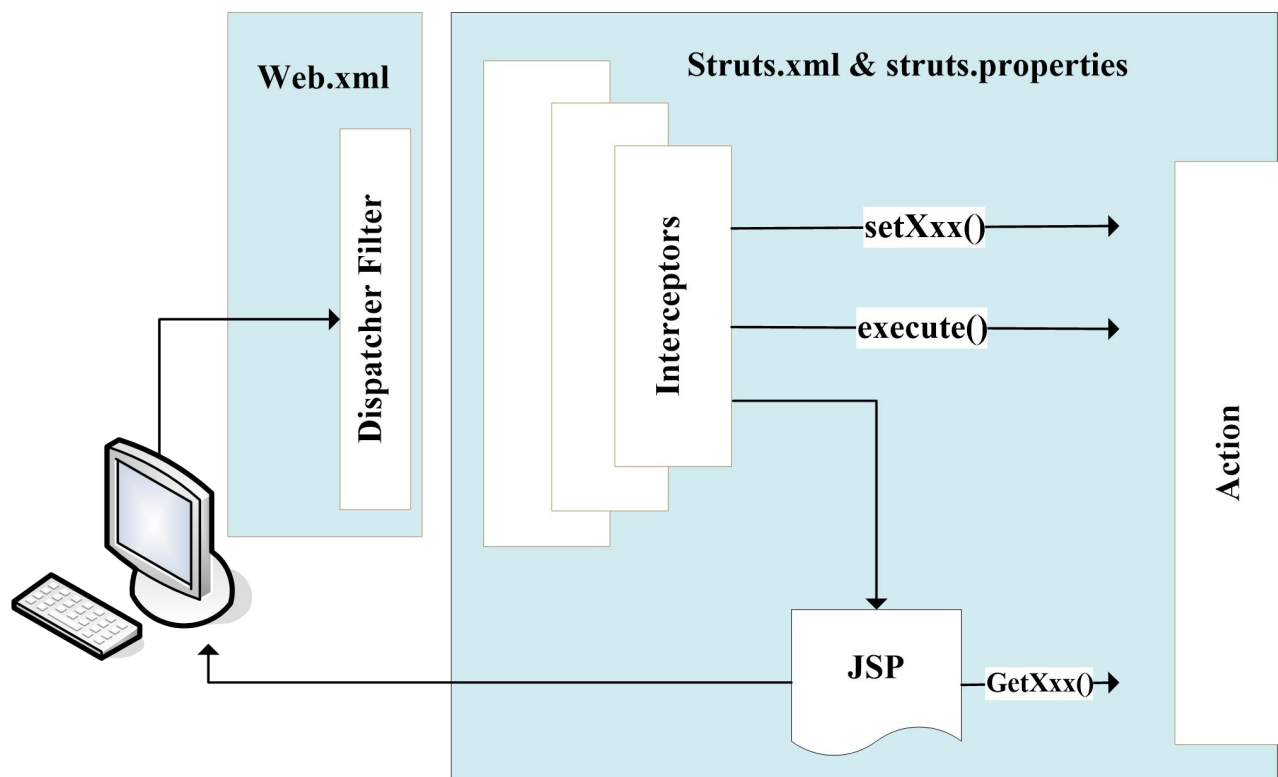 Web.xml
Struts.xml & struts.properties
Dispatcher Filter
Interceptors
setXxx()
execute()
Action
JSP
GetXxx()